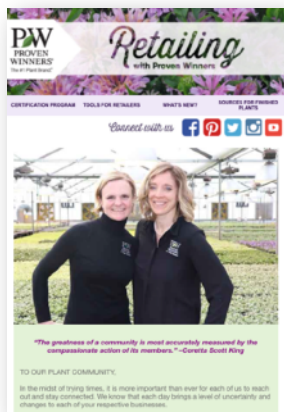 PW
PROVEN
WINNERS®
The #1 Plant Brand®
Retailing
with Proven Winners
CERTIFICATION PROGRAM TOOLS FOR RETAILERS WHAT'S NEW? SOURCES FOR FINISHED
PLANTS
Connect with us
"The greatness of a community is most accurately measured by the
compassionate action of its members." ~Coretta Scott King
TO OUR PLANT COMMUNITY,
In the midst of trying times, it is more important than ever for each of us to reach
out and stay connected. We know that each day brings a level of uncertainty and
changes to each of your respective businesses.